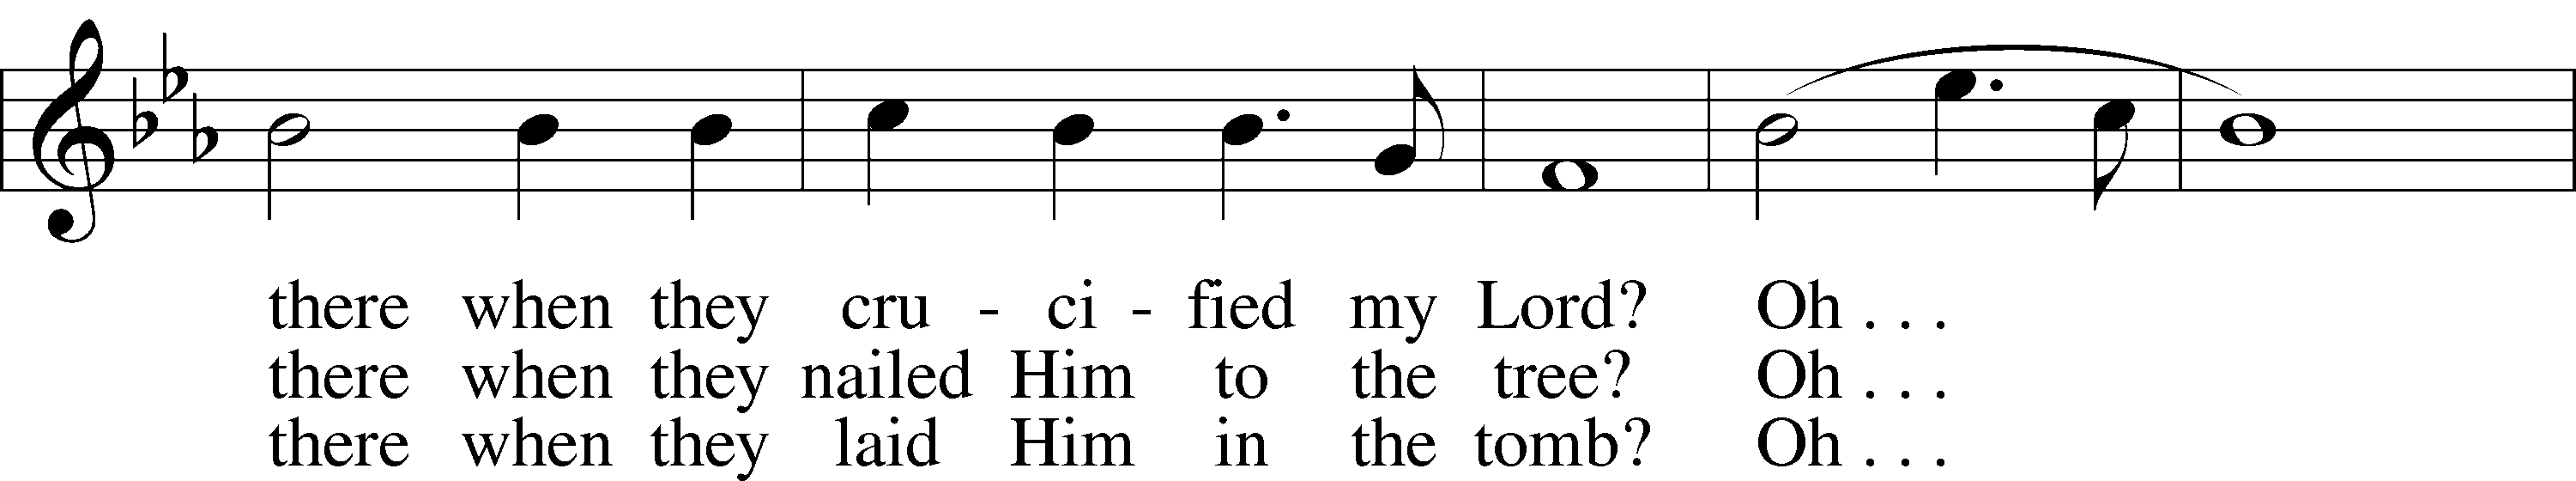 there when they cru - ci - fied my Lord? Oh . . .
there when they nailed Him to the tree? Oh . . .
there when they laid Him in the tomb? Oh . . .